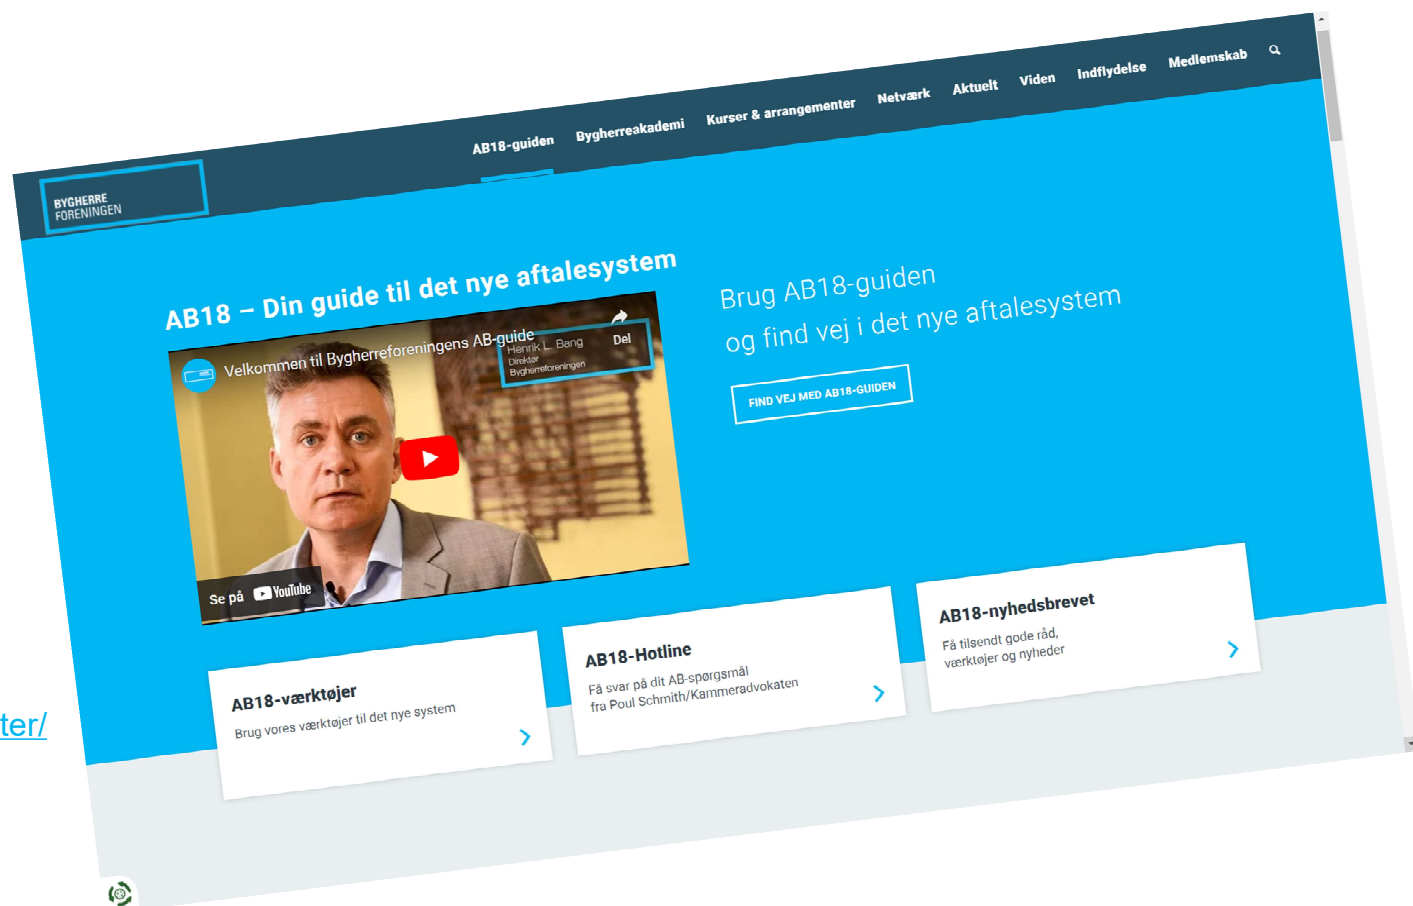 AB18-guiden Bygherreakademi Kurser & arrangementer Netværk Aktuelt Viden Indflydelse Medlemskab
BYGHERRE
FORENINGEN
AB18 – Din guide til det nye aftalesystem
Velkommen til Bygherreforeningens AB-guide
Henrik L. Bang
Direktør
Bygherreforeningen
Del
Se på YouTube
Brug AB18-guiden
og find vej i det nye aftalesystem
FIND VEJ MED AB18-GUIDEN
AB18-værktøjer
Brug vores værktøjer til det nye system
AB18-Hotline
Få svar på dit AB-spørgsmål
fra Poul Schmith/Kammeradvokaten
AB18-nyhedsbrevet
Få tilsendt gode råd,
værktøjer og nyheder
ter/